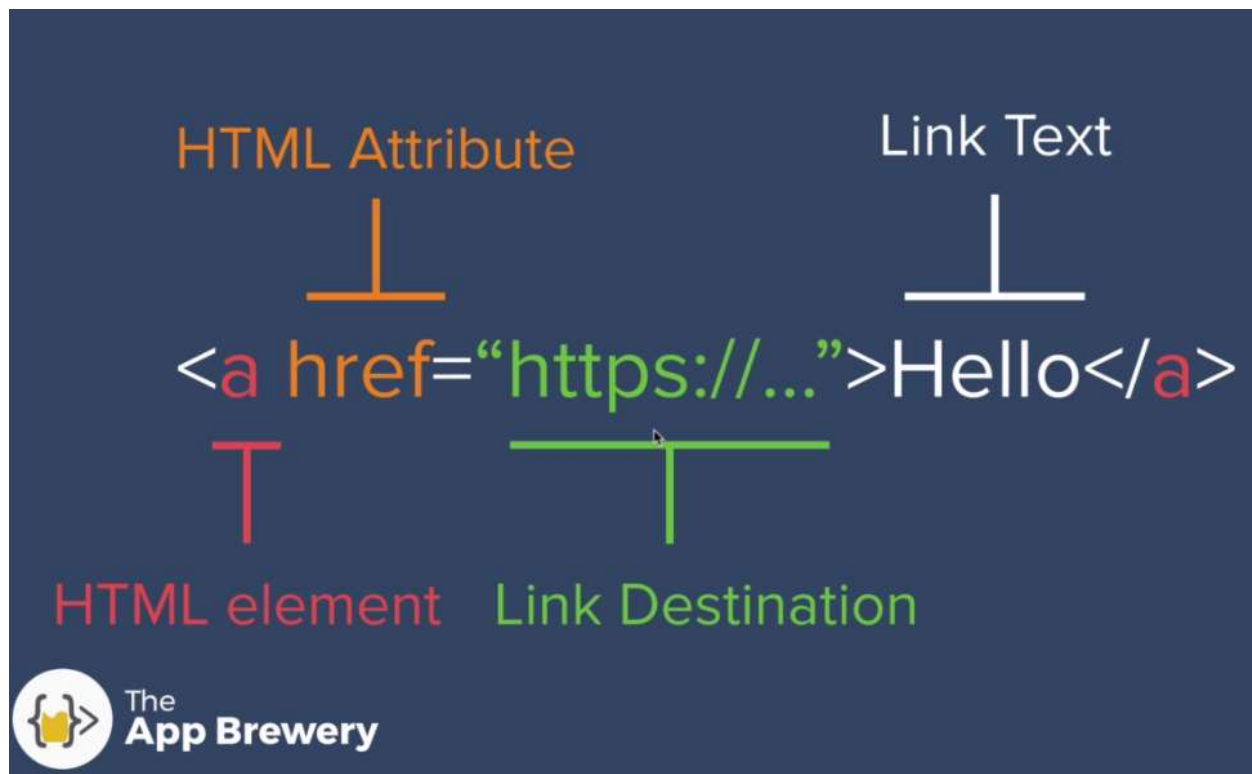 HTML Attribute
Link Text
<a href=“https://...”>Hello</a>
HTML element
Link Destination
The
App Brewery